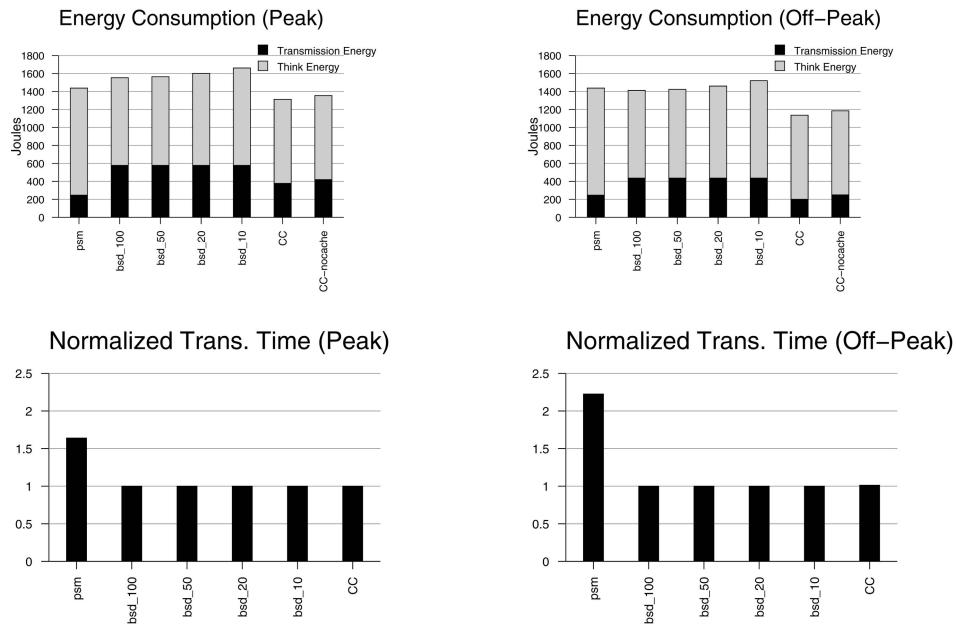 Energy Consumption (Peak)
Transmission Energy
Think Energy
Joules
1800
1600
1400
1200
1000
800
600
400
200
0
psm
bsd_100
bsd_50
bsd_20
bsd_10
CC
CC−nocache
Energy Consumption (Off−Peak)
Transmission Energy
Think Energy
Joules
1800
1600
1400
1200
1000
800
600
400
200
0
psm
bsd_100
bsd_50
bsd_20
bsd_10
CC
CC−nocache
Normalized Trans. Time (Peak)
2.5
2
1.5
1
0.5
0
psm
bsd_100
bsd_50
bsd_20
bsd_10
CC
Normalized Trans. Time (Off−Peak)
2.5
2
1.5
1
0.5
0
psm
bsd_100
bsd_50
bsd_20
bsd_10
CC